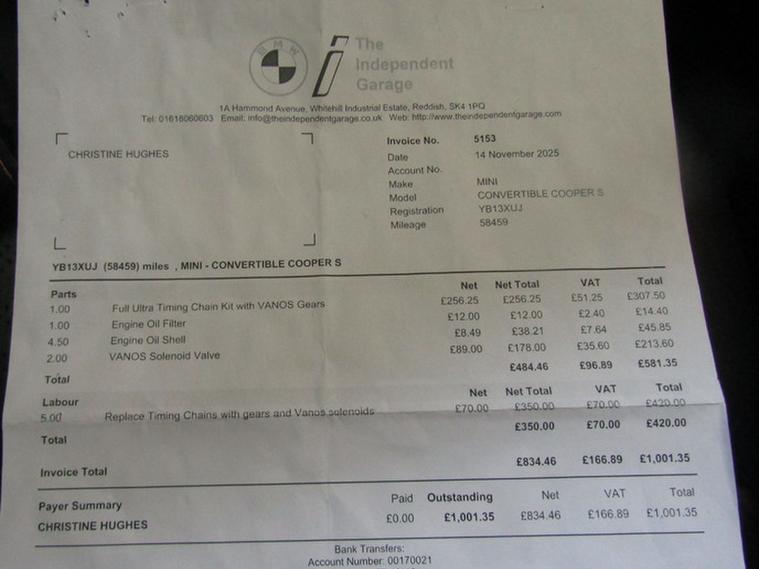 BMW
The
Independent
Garage
1A Hammond Avenue, Whitehill Industrial Estate, Reddish, SK4 1PQ
Tel: 01618060603 Email: info@theindependentgarage.co.uk Web: http://www.theindependentgarage.com
CHRISTINE HUGHES
Invoice No. 5153
Date 14 November 2025
Account No.
Make MINI
Model CONVERTIBLE COOPER S
Registration YB13XUJ
Mileage 58459
YB13XUJ (58459) miles , MINI - CONVERTIBLE COOPER S
Parts Net Net Total VAT Total
1.00 Full Ultra Timing Chain Kit with VANOS Gears £256.25 £256.25 £51.25 £307.50
1.00 Engine Oil Filter £12.00 £12.00 £2.40 £14.40
4.50 Engine Oil Shell £8.49 £38.21 £7.64 £45.85
2.00 VANOS Solenoid Valve £89.00 £178.00 £35.60 £213.60
Total £484.46 £96.89 £581.35
Labour Net Net Total VAT Total
5.00 Replace Timing Chains with gears and Vanos solenoids £70.00 £350.00 £70.00 £420.00
Total £350.00 £70.00 £420.00
Invoice Total £834.46 £166.89 £1,001.35
Payer Summary Paid Outstanding Net VAT Total
CHRISTINE HUGHES £0.00 £1,001.35 £834.46 £166.89 £1,001.35
Bank Transfers:
Account Number: 00170021